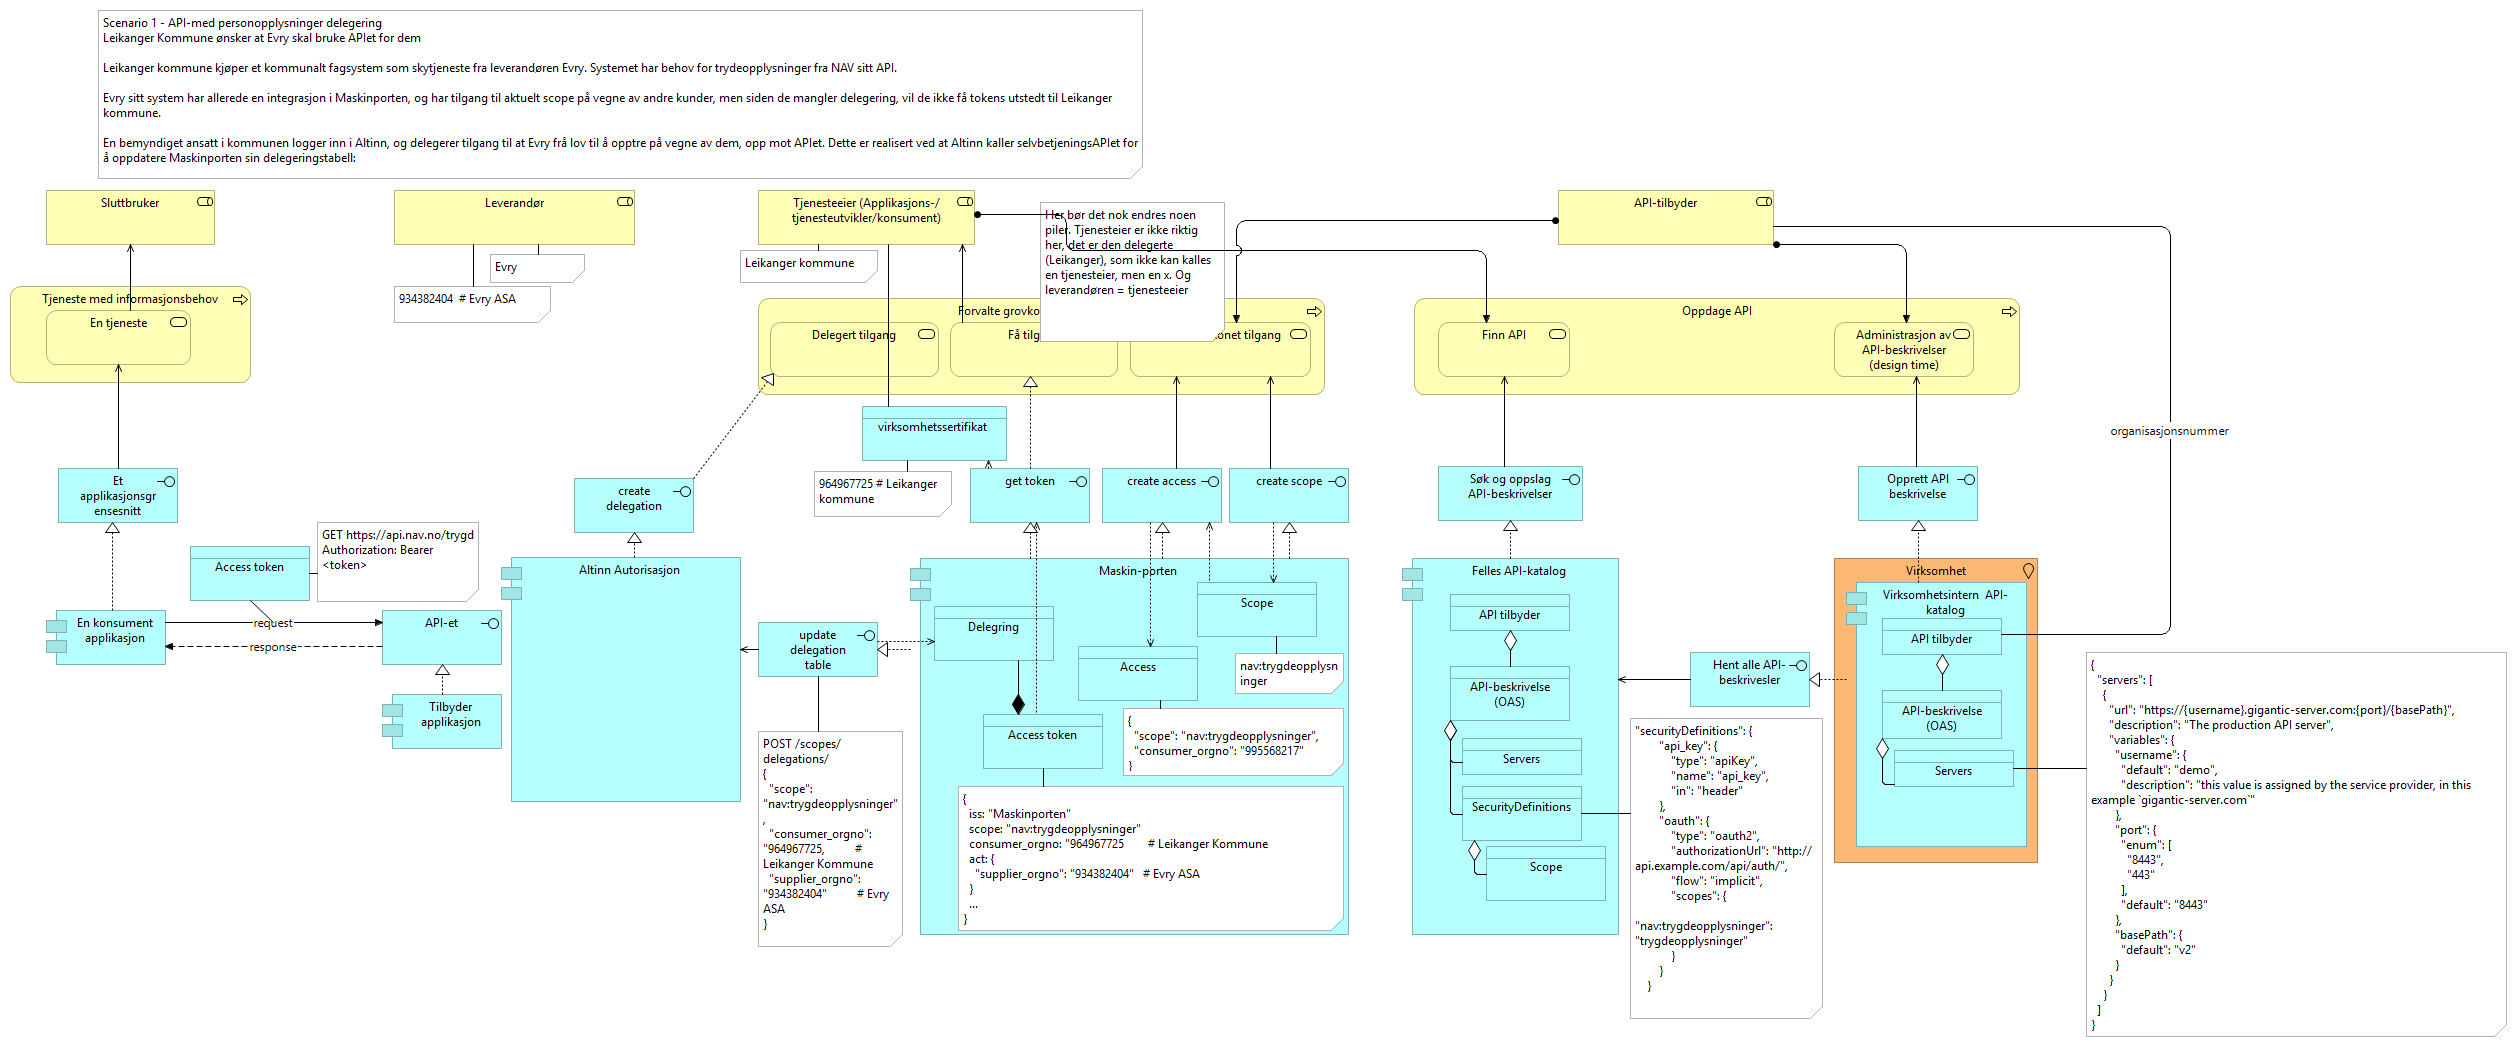 Scenario 1 - API-med personopplysninger delegering
Leikanger Kommune ønsker at Evry skal bruke APIet for dem
Leikanger kommune kjøper et kommunalt fagsystem som skytjeneste fra leverandøren Evry. Systemet har behov for trydeopplysninger fra NAV sitt API.
Evry sitt system har allerede en integrasjon i Maskinporten, og har tilgang til aktuelt scope på vegne av andre kunder, men siden de mangler delegering, vil de ikke få tokens utstedt til Leikanger
kommune.
En bemyndiget ansatt i kommunen logger inn i Altinn, og delegerer tilgang til at Evry frå lov til å opptre på vegne av dem, opp mot APIet. Dette er realisert ved at Altinn kaller selvbetjeningsAPIet for
å oppdatere Maskinporten sin delegeringstabell:
Sluttbruker
Leverandør
Tjenesteeier (Applikasjons-/
tjenesteutvikler/konsument)
API-tilbyder
Her bør det nok endres noen
piler. Tjenesteier er ikke riktig
her, det er den delegerte
(Leikanger), som ikke kan kalles
en tjenesteier, men en x. Og
leverandøren = tjenesteeier
Evry
934382404  # Evry ASA
Leikanger kommune
Tjeneste med informasjonsbehov
En tjeneste
Forvalte grovko
Delegert tilgang
Få tilg
onet tilgang
Oppdage API
Finn API
Administrasjon av
API-beskrivelser
(design time)
virksomhetssertifikat
964967725 # Leikanger
kommune
organisasjonsnummer
Et
applikasjonsgr
ensesnitt
create
delegation
get token
create access
create scope
Søk og oppslag
API-beskrivelser
Opprett API
beskrivelse
Access token
GET https://api.nav.no/trygd
Authorization: Bearer
<token>
En konsument
applikasjon
request
response
API-et
Tilbyder
applikasjon
Altinn Autorisasjon
update
delegation
table
POST /scopes/
delegations/
{
"scope":
"nav:trygdeopplysninger"
,
"consumer_orgno":
"964967725,          #
Leikanger Kommune
"supplier_orgno":
"934382404"          # Evry
ASA
}
Maskin-porten
Delegring
Scope
nav:trygdeopplysn
inger
Access
{
"scope": "nav:trygdeopplysninger",
"consumer_orgno": "995568217"
}
Access token
{
iss: "Maskinporten"
scope: "nav:trygdeopplysninger"
consumer_orgno: "964967725        # Leikanger Kommune
act: {
"supplier_orgno": "934382404"   # Evry ASA
}
...
}
Felles API-katalog
API tilbyder
API-beskrivelse
(OAS)
Servers
SecurityDefinitions
Scope
"securityDefinitions": {
"api_key": {
"type": "apiKey",
"name": "api_key",
"in": "header"
},
"oauth": {
"type": "oauth2",
"authorizationUrl": "http://
api.example.com/api/auth/",
"flow": "implicit",
"scopes": {
"nav:trygdeopplysninger":
"trygdeopplysninger"
}
}
}
Hent alle API-
beskrivesler
Virksomhet
Virksomhetsintern  API-
katalog
API tilbyder
API-beskrivelse
(OAS)
Servers
{
"servers": [
{
"url": "https://{username}.gigantic-server.com:{port}/{basePath}",
"description": "The production API server",
"variables": {
"username": {
"default": "demo",
"description": "this value is assigned by the service provider, in this
example `gigantic-server.com`"
},
"port": {
"enum": [
"8443",
"443"
],
"default": "8443"
},
"basePath": {
"default": "v2"
}
}
}
]
}